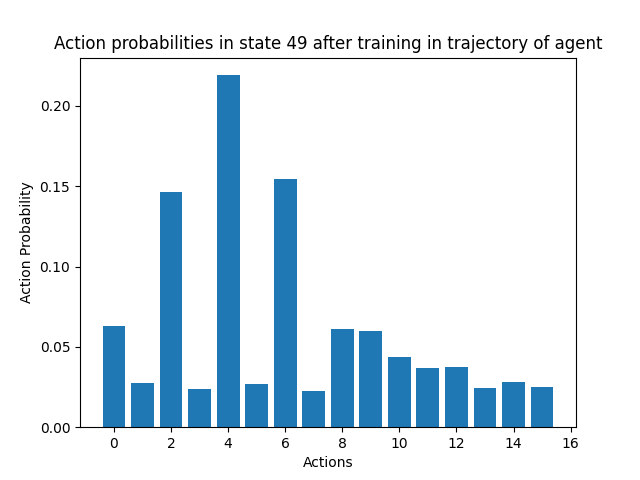 Action probabilities in state 49 after training in trajectory of agent
0.20
0.15
0.10
0.05
0.00
Action Probability
0 2 4 6 8 10 12 14 16
Actions